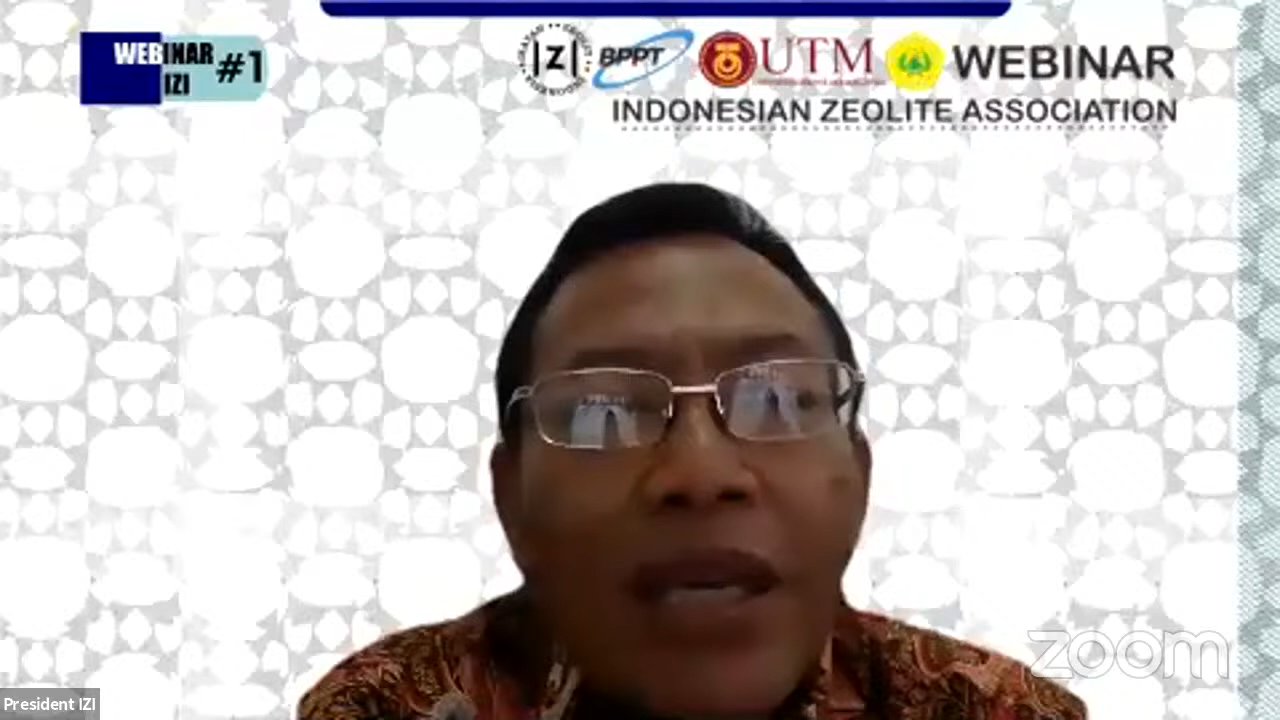 WEBINAR
IZI
#1
IZI
BPPT
UTM
WEBINAR
INDONESIAN ZEOLITE ASSOCIATION
zoom
President IZI